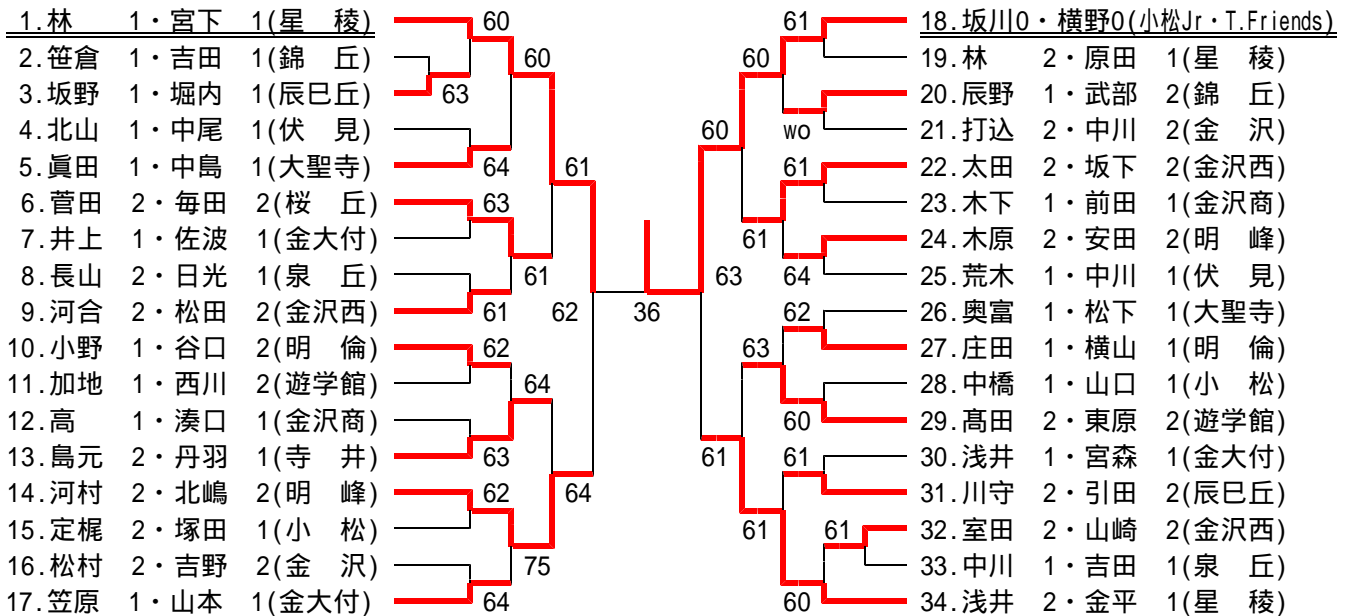 1.林 1・宮下 1(星 稜)
2.笹倉 1・吉田 1(錦 丘)
3.坂野 1・堀内 1(辰巳丘)
4.北山 1・中尾 1(伏 見)
5.眞田 1・中島 1(大聖寺)
6.菅田 2・毎田 2(桜 丘)
7.井上 1・佐波 1(金大付)
8.長山 2・日光 1(泉 丘)
9.河合 2・松田 2(金沢西)
10.小野 1・谷口 2(明 倫)
11.加地 1・西川 2(遊学館)
12.高 1・湊口 1(金沢商)
13.島元 2・丹羽 1(寺 井)
14.河村 2・北嶋 2(明 峰)
15.定梶 2・塚田 1(小 松)
16.松村 2・吉野 2(金 沢)
17.笠原 1・山本 1(金大付)
60
63
64
63
61
62
63
62
64
60
61
64
75
61
64
62
36
63
60
61
60
61
63
61
61
wo
61
64
62
60
61
61
60
18.坂川0・横野0(小松Jr・T.Friends)
19.林 2・原田 1(星 稜)
20.辰野 1・武部 2(錦 丘)
21.打込 2・中川 2(金 沢)
22.太田 2・坂下 2(金沢西)
23.木下 1・前田 1(金沢商)
24.木原 2・安田 2(明 峰)
25.荒木 1・中川 1(伏 見)
26.奥富 1・松下 1(大聖寺)
27.庄田 1・横山 1(明 倫)
28.中橋 1・山口 1(小 松)
29.髙田 2・東原 2(遊学館)
30.浅井 1・宮森 1(金大付)
31.川守 2・引田 2(辰巳丘)
32.室田 2・山崎 2(金沢西)
33.中川 1・吉田 1(泉 丘)
34.浅井 2・金平 1(星 稜)